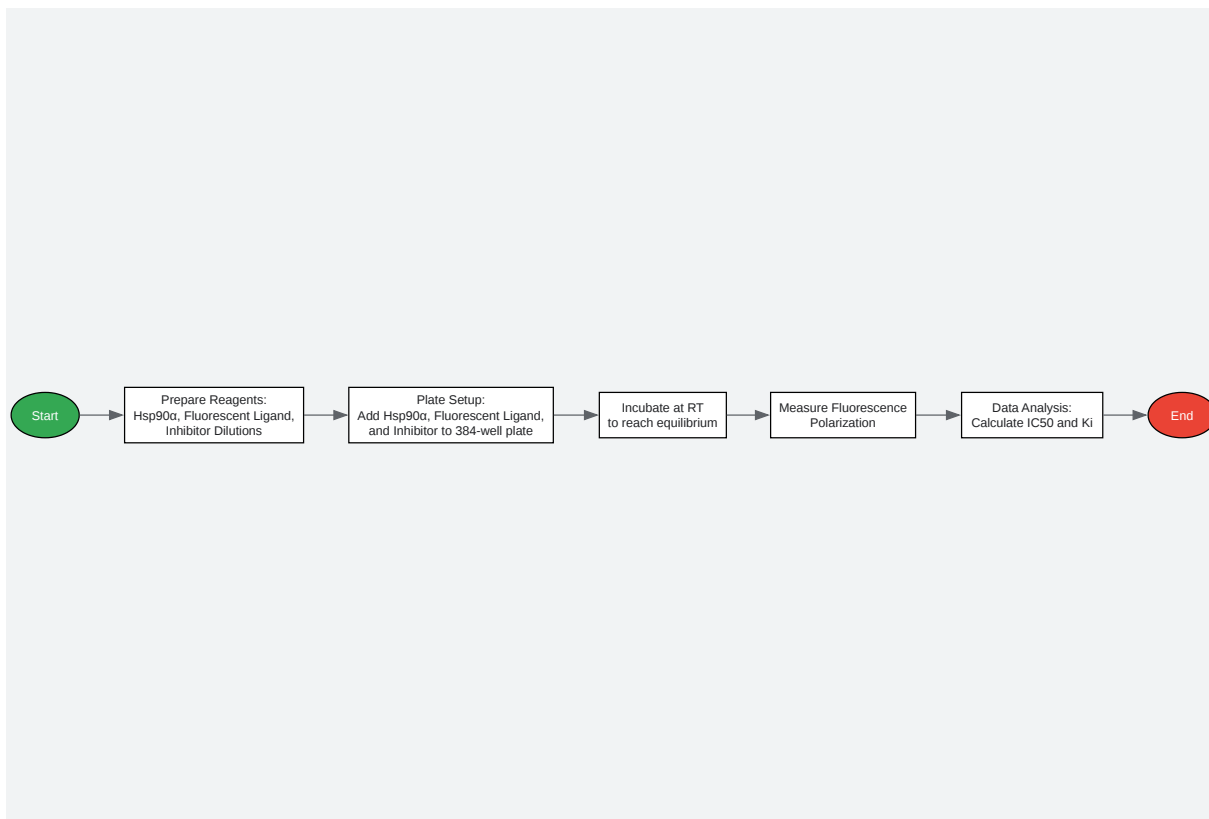 Start
Prepare Reagents:
Hsp90α, Fluorescent Ligand,
Inhibitor Dilutions
Plate Setup:
Add Hsp90α, Fluorescent Ligand,
and Inhibitor to 384-well plate
Incubate at RT
to reach equilibrium
Measure Fluorescence
Polarization
Data Analysis:
Calculate IC50 and Ki
End